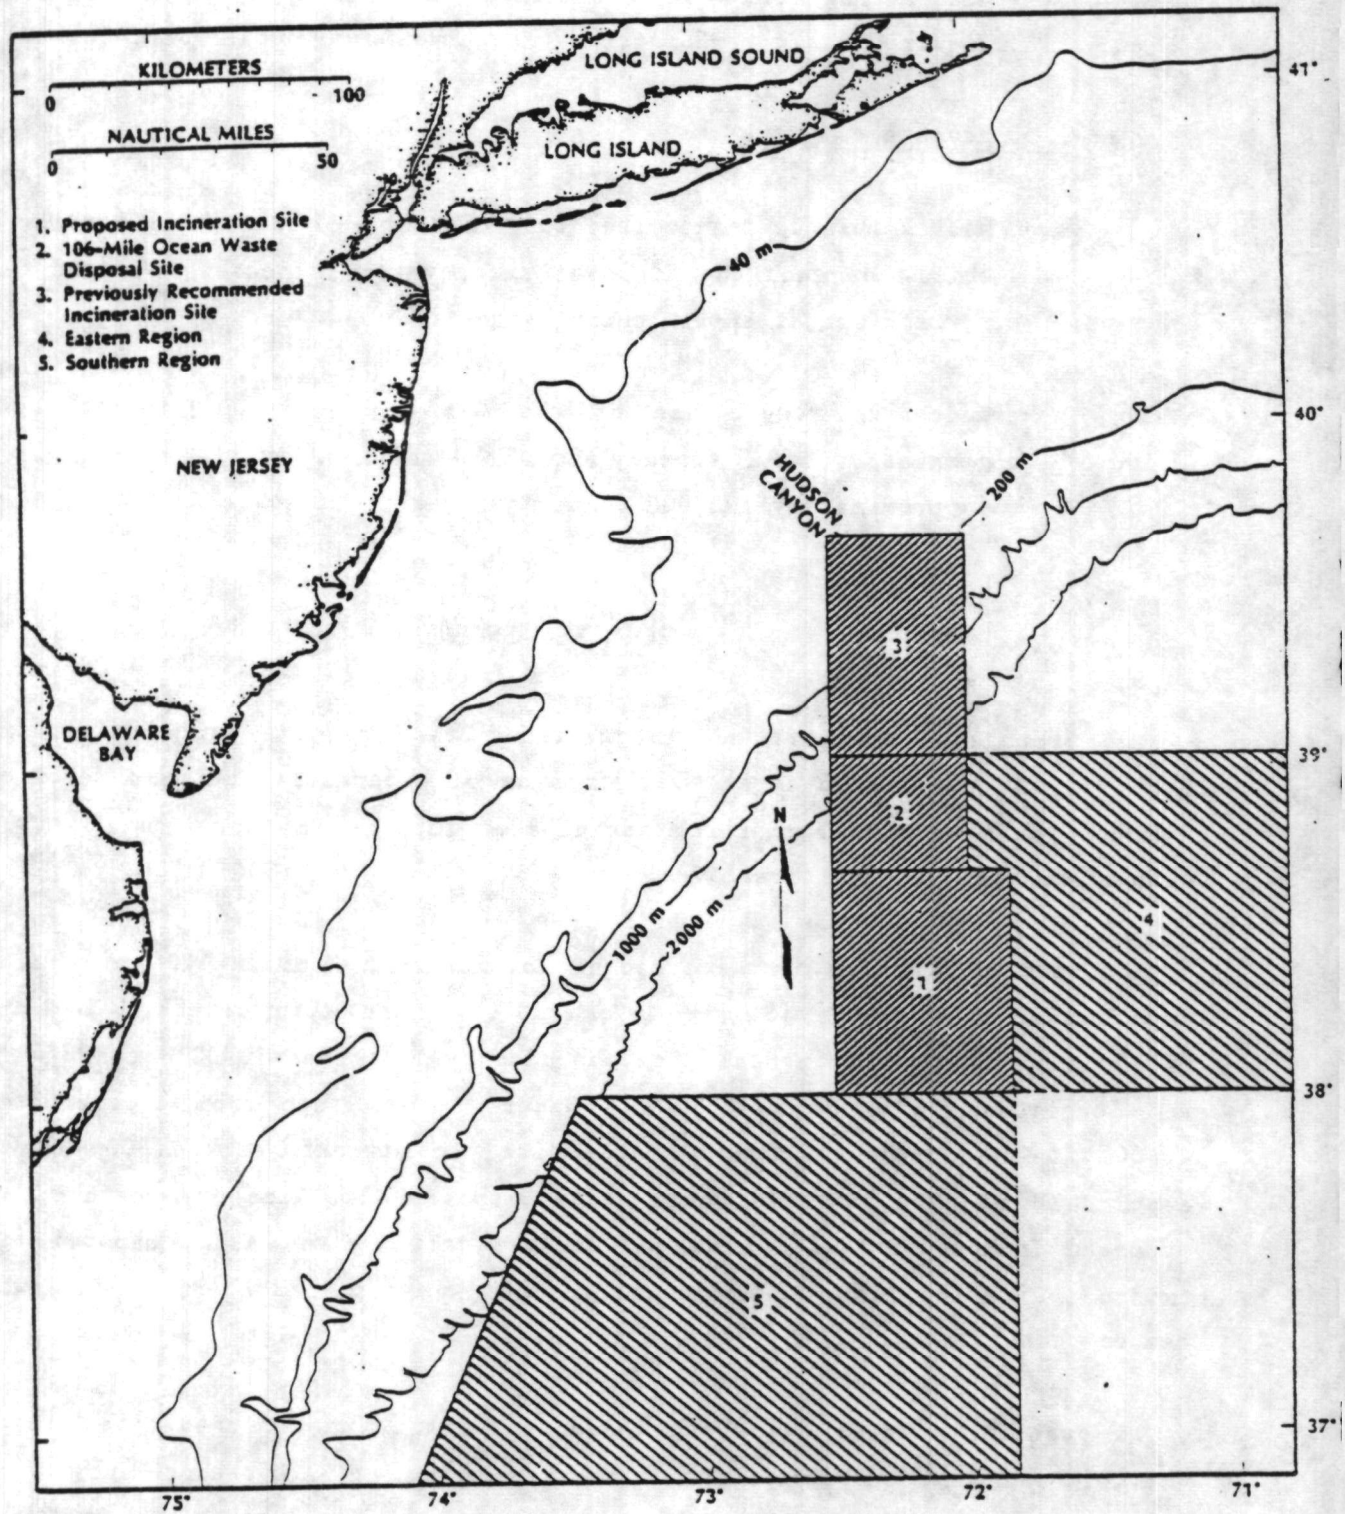 KILOMETERS
0 100
NAUTICAL MILES
0 50
1. Proposed Incineration Site
2. 106-Mile Ocean Waste
Disposal Site
3. Previously Recommended
Incineration Site
4. Eastern Region
5. Southern Region
LONG ISLAND SOUND
LONG ISLAND
41°
40 m
40°
NEW JERSEY
HUDSON
CANYON
200 m
3
DELAWARE
BAY
39°
N
2
1000 m
2000 m
4
1
38°
5
37°
75
74
73°
72°
71°